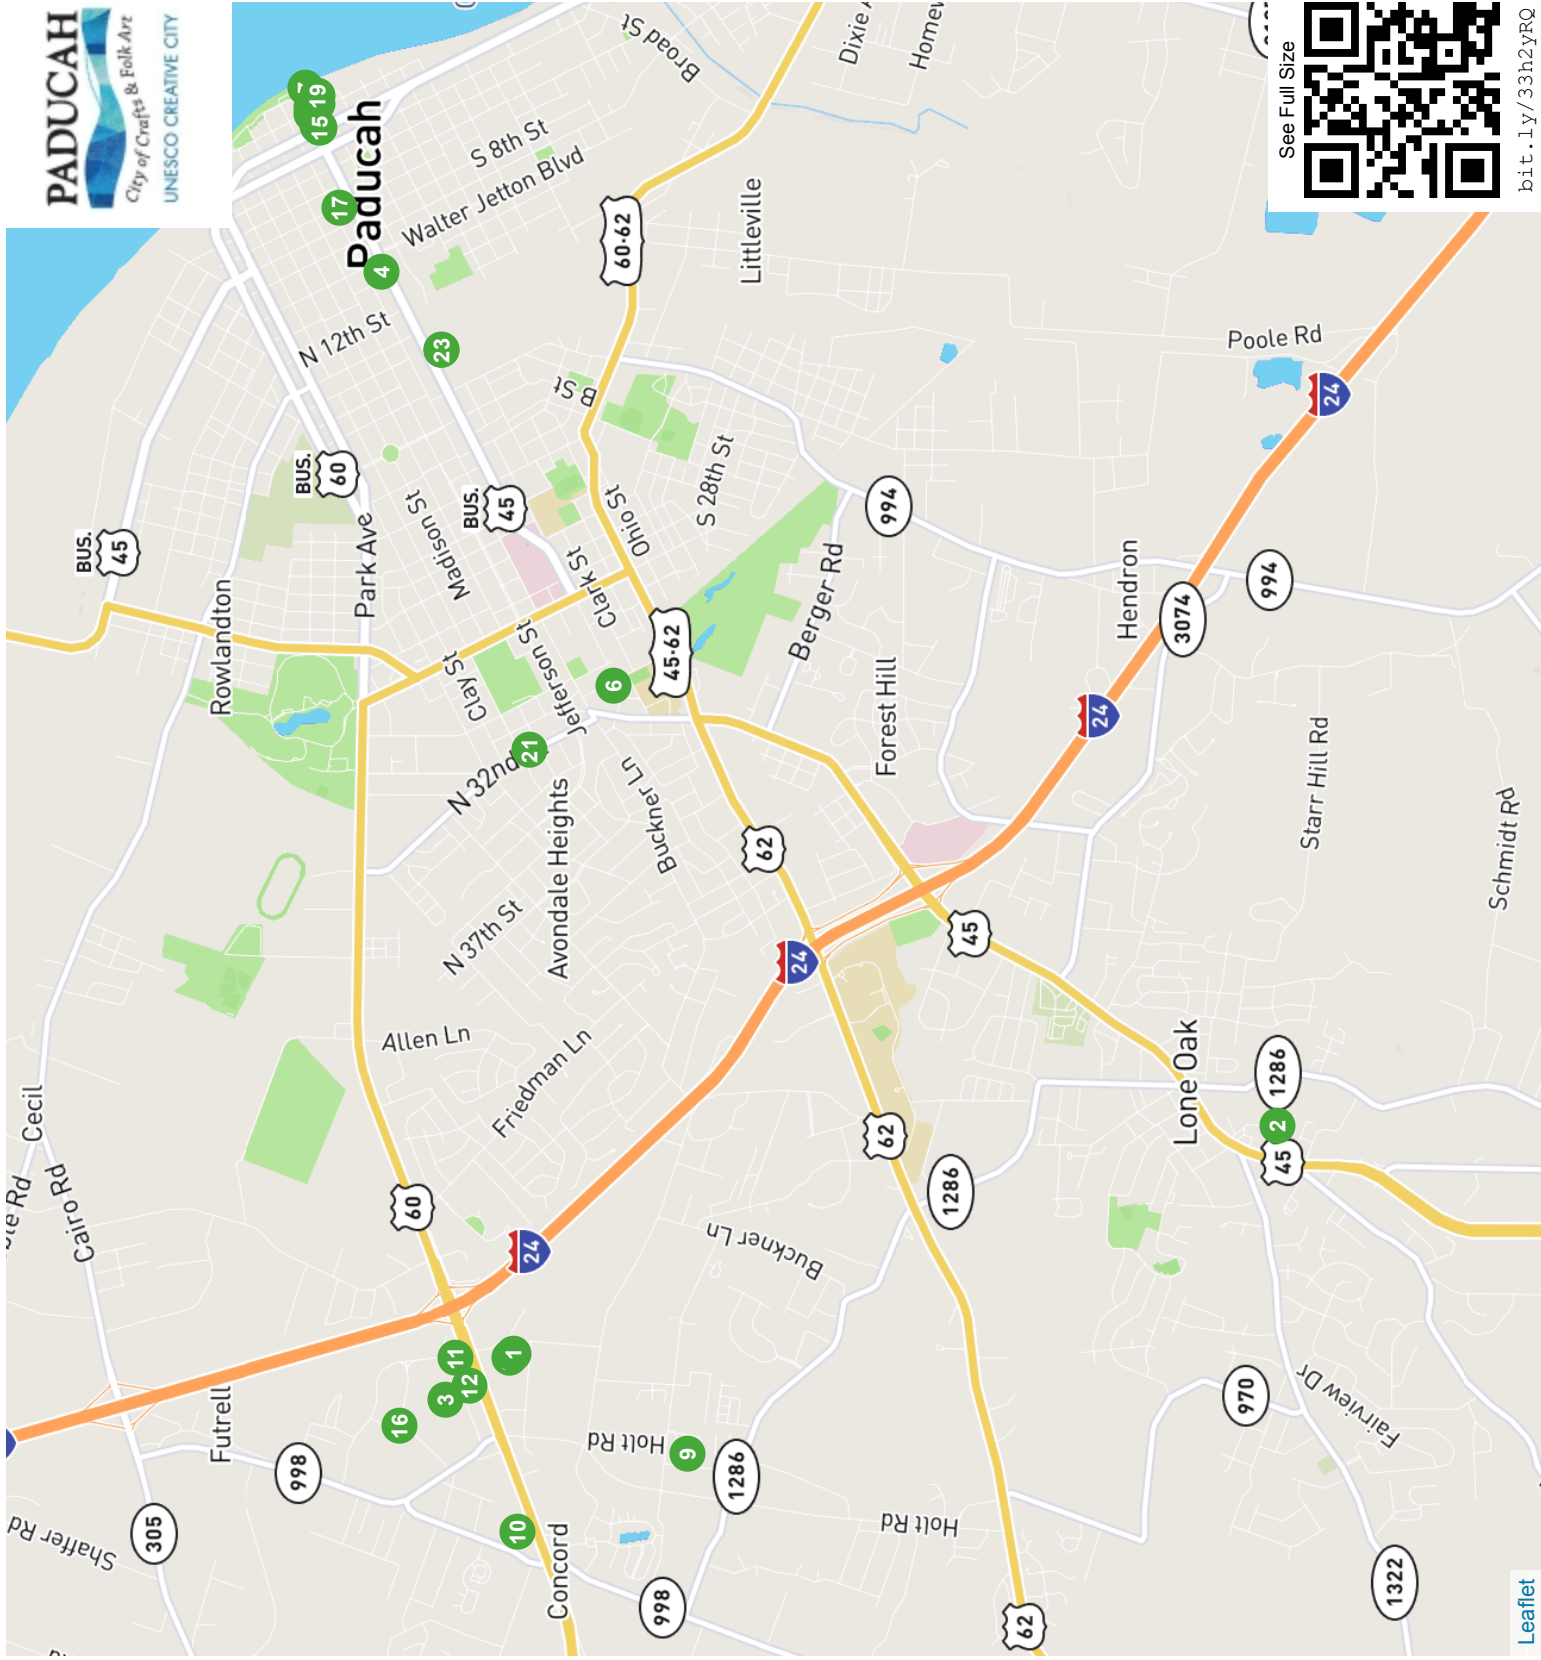 PADUCAH
City of Crafts & Folk Art
UNESCO CREATIVE CITY
See Full Size
bit.ly/33h2yRQ
Leaflet
Paducah
7
19
15
17
4
23
6
21
2
11
12
3
1
16
9
10
Broad St
Dixie
S 8th St
Walter Jetton Blvd
60-62
Littleville
N 12th St
Poole Rd
24
B St
BUS.
60
BUS.
45
BUS.
45
Park Ave
Madison St
Ohio St
S 28th St
994
Rowlandton
Clark St
Berger Rd
Hendron
994
3074
Clay St
Jefferson St
45-62
Forest Hill
24
N 32nd
Avondale Heights
Buckner Ln
62
Starr Hill Rd
Schmidt Rd
N 37th St
24
45
Allen Ln
Friedman Ln
Cecil
Cairo Rd
Lone Oak
1286
45
62
1286
60
24
Buckner Ln
Futrell
998
305
Shaffer Rd
Holt Rd
1286
Holt Rd
Concord
998
62
970
Fairview Dr
1322